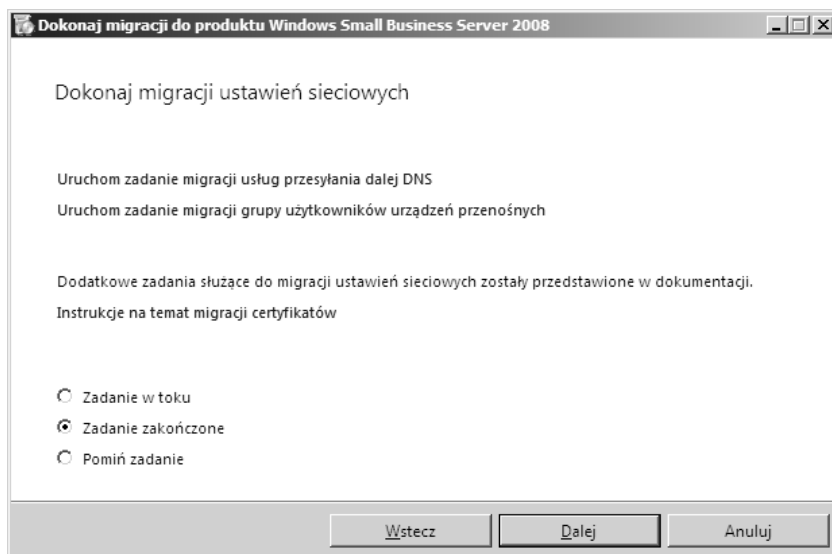 Dokonaj migracji do produktu Windows Small Business Server 2008
Dokonaj migracji ustawień sieciowych
Uruchom zadanie migracji usług przesyłania dalej DNS
Uruchom zadanie migracji grupy użytkowników urządzeń przenośnych
Dodatkowe zadania służące do migracji ustawień sieciowych zostały przedstawione w dokumentacji.
Instrukcje na temat migracji certyfikatów
Zadanie w toku
Zadanie zakończone
Pomiń zadanie
Wstecz Dalej Anuluj